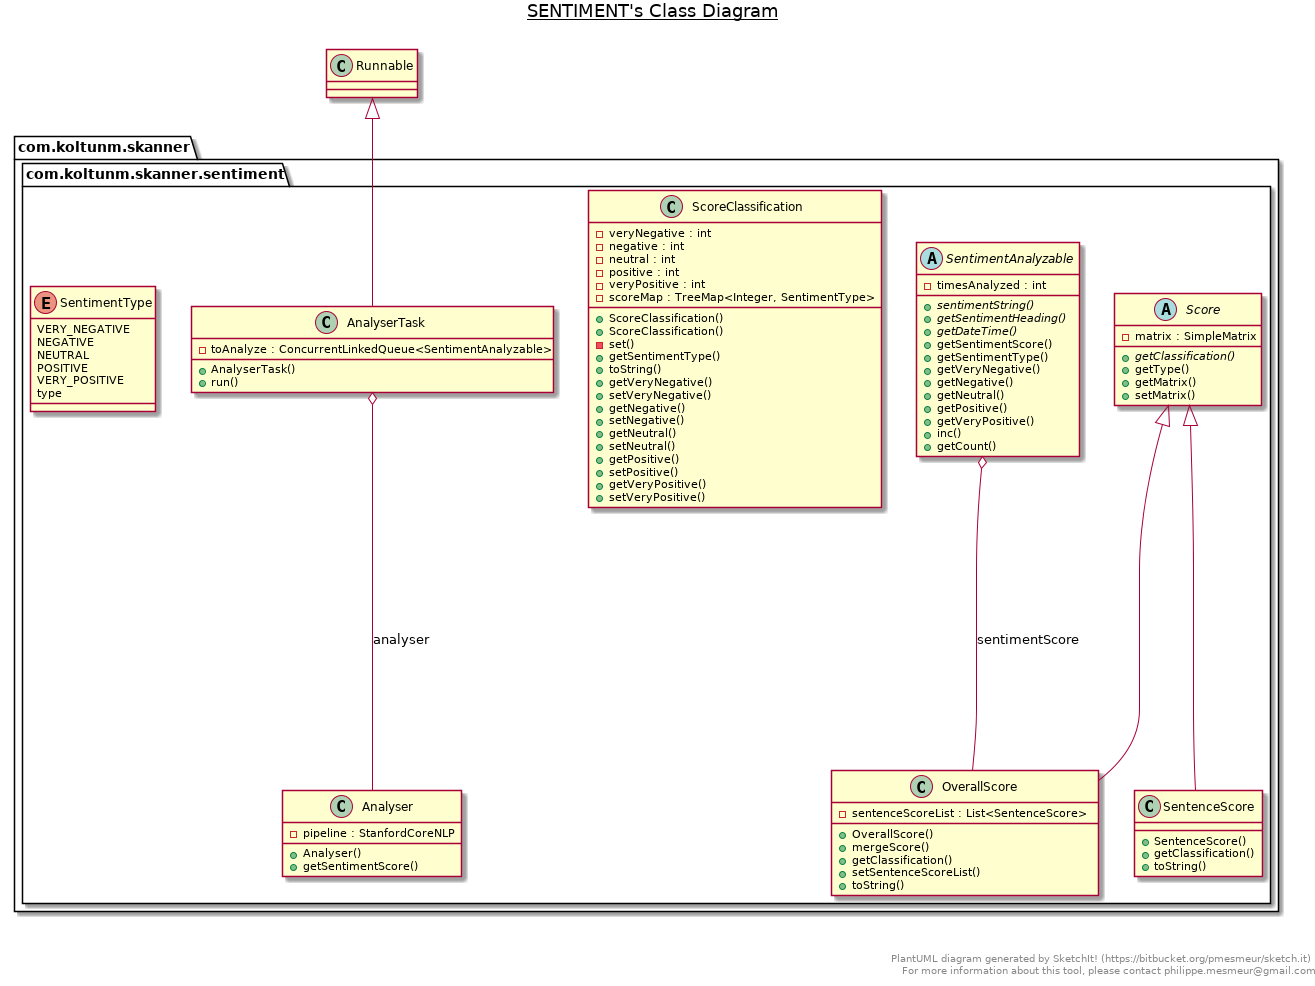 SENTIMENT's Class Diagram
C Runnable
com.koltunm.skanner
com.koltunm.skanner.sentiment
E SentimentType
VERY_NEGATIVE
NEGATIVE
NEUTRAL
POSITIVE
VERY_POSITIVE
type
C AnalyserTask
toAnalyze : ConcurrentLinkedQueue<SentimentAnalyzable>
AnalyserTask()
run()
C ScoreClassification
veryNegative : int
negative : int
neutral : int
positive : int
veryPositive : int
scoreMap : TreeMap<Integer, SentimentType>
ScoreClassification()
ScoreClassification()
set()
getSentimentType()
toString()
getVeryNegative()
setVeryNegative()
getNegative()
setNegative()
getNeutral()
setNeutral()
getPositive()
setPositive()
getVeryPositive()
setVeryPositive()
A SentimentAnalyzable
timesAnalyzed : int
sentimentString()
getSentimentHeading()
getDateTime()
getSentimentScore()
getSentimentType()
getVeryNegative()
getNegative()
getNeutral()
getPositive()
getVeryPositive()
inc()
getCount()
A Score
matrix : SimpleMatrix
getClassification()
getType()
getMatrix()
setMatrix()
analyser
sentimentScore
C Analyser
pipeline : StanfordCoreNLP
Analyser()
getSentimentScore()
C OverallScore
sentenceScoreList : List<SentenceScore>
OverallScore()
mergeScore()
getClassification()
setSentenceScoreList()
toString()
C SentenceScore
SentenceScore()
getClassification()
toString()
PlantUML diagram generated by SketchIt! (https://bitbucket.org/pmesmeur/sketch.it)
For more information about this tool, please contact philippe.mesmeur@gmail.com